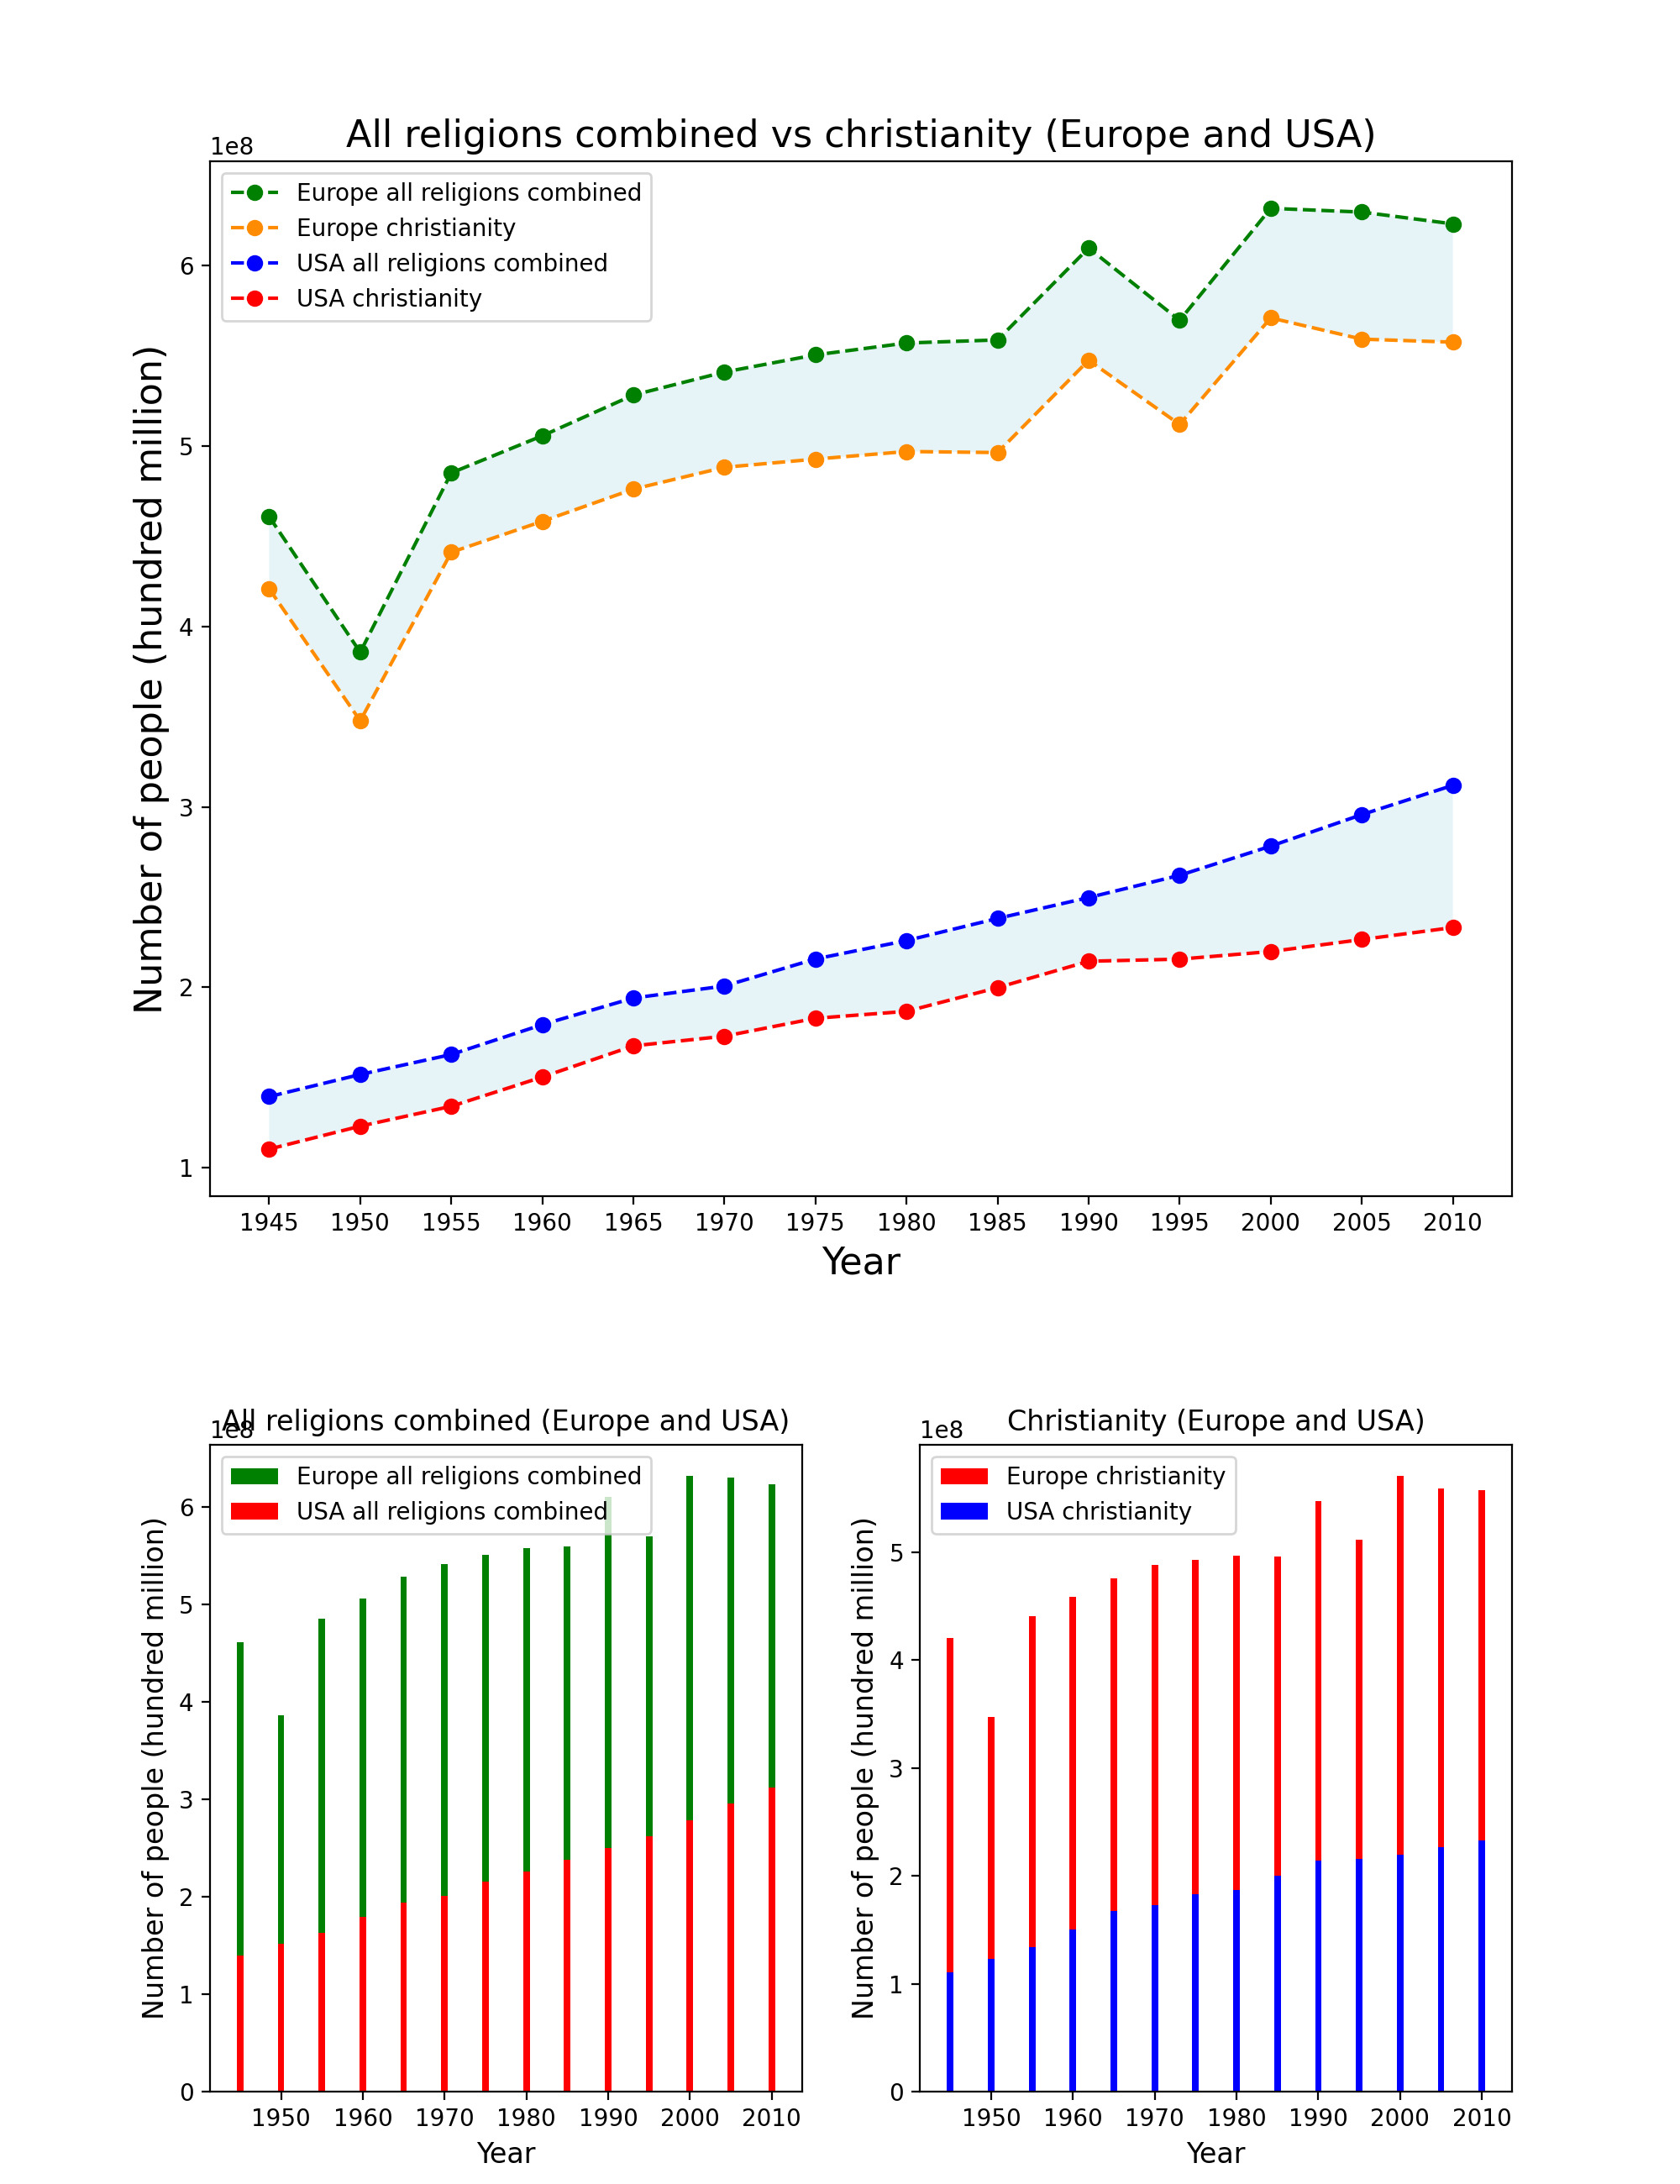 All religions combined vs christianity (Europe and USA)
1e8
Europe all religions combined
Europe christianity
USA all religions combined
USA christianity
Number of people (hundred million)
6
5
4
3
2
1
1945 1950 1955 1960 1965 1970 1975 1980 1985 1990 1995 2000 2005 2010
Year
All religions combined (Europe and USA)
1e8
Europe all religions combined
USA all religions combined
Number of people (hundred million)
6
5
4
3
2
1
0
1950 1960 1970 1980 1990 2000 2010
Year
Christianity (Europe and USA)
1e8
Europe christianity
USA christianity
Number of people (hundred million)
5
4
3
2
1
0
1950 1960 1970 1980 1990 2000 2010
Year